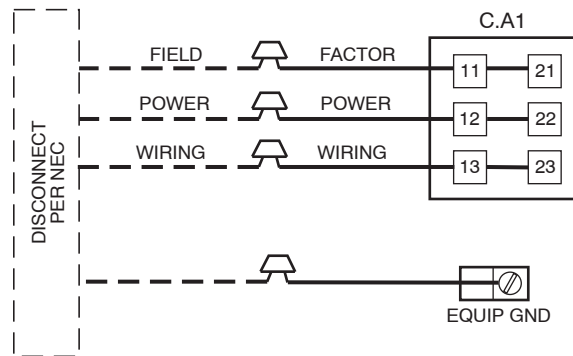 C.A1
FIELD FACTOR 11 21
POWER POWER 12 22
WIRING WIRING 13 23
DISCONNECT
PER NEC
EQUIP GND